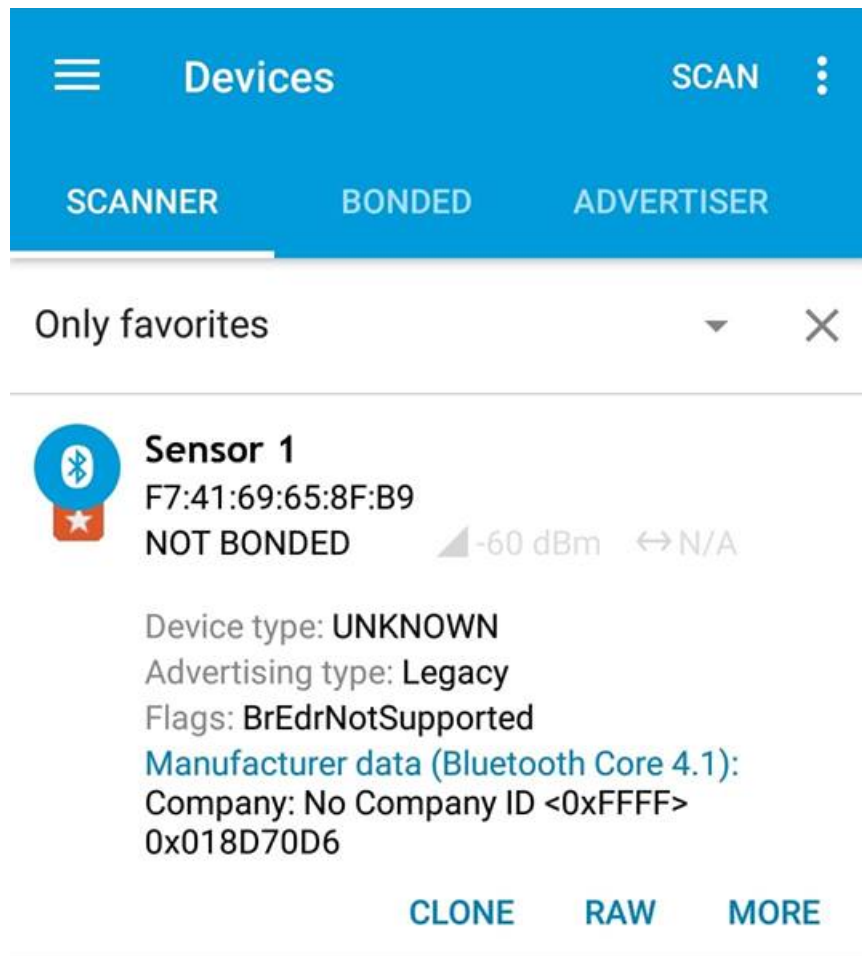 Devices SCAN
SCANNER BONDED ADVERTISER
Only favorites
Sensor 1
F7:41:69:65:8F:B9
NOT BONDED -60 dBm N/A
Device type: UNKNOWN
Advertising type: Legacy
Flags: BrEdrNotSupported
Manufacturer data (Bluetooth Core 4.1):
Company: No Company ID <0xFFFF>
0x018D70D6
CLONE RAW MORE